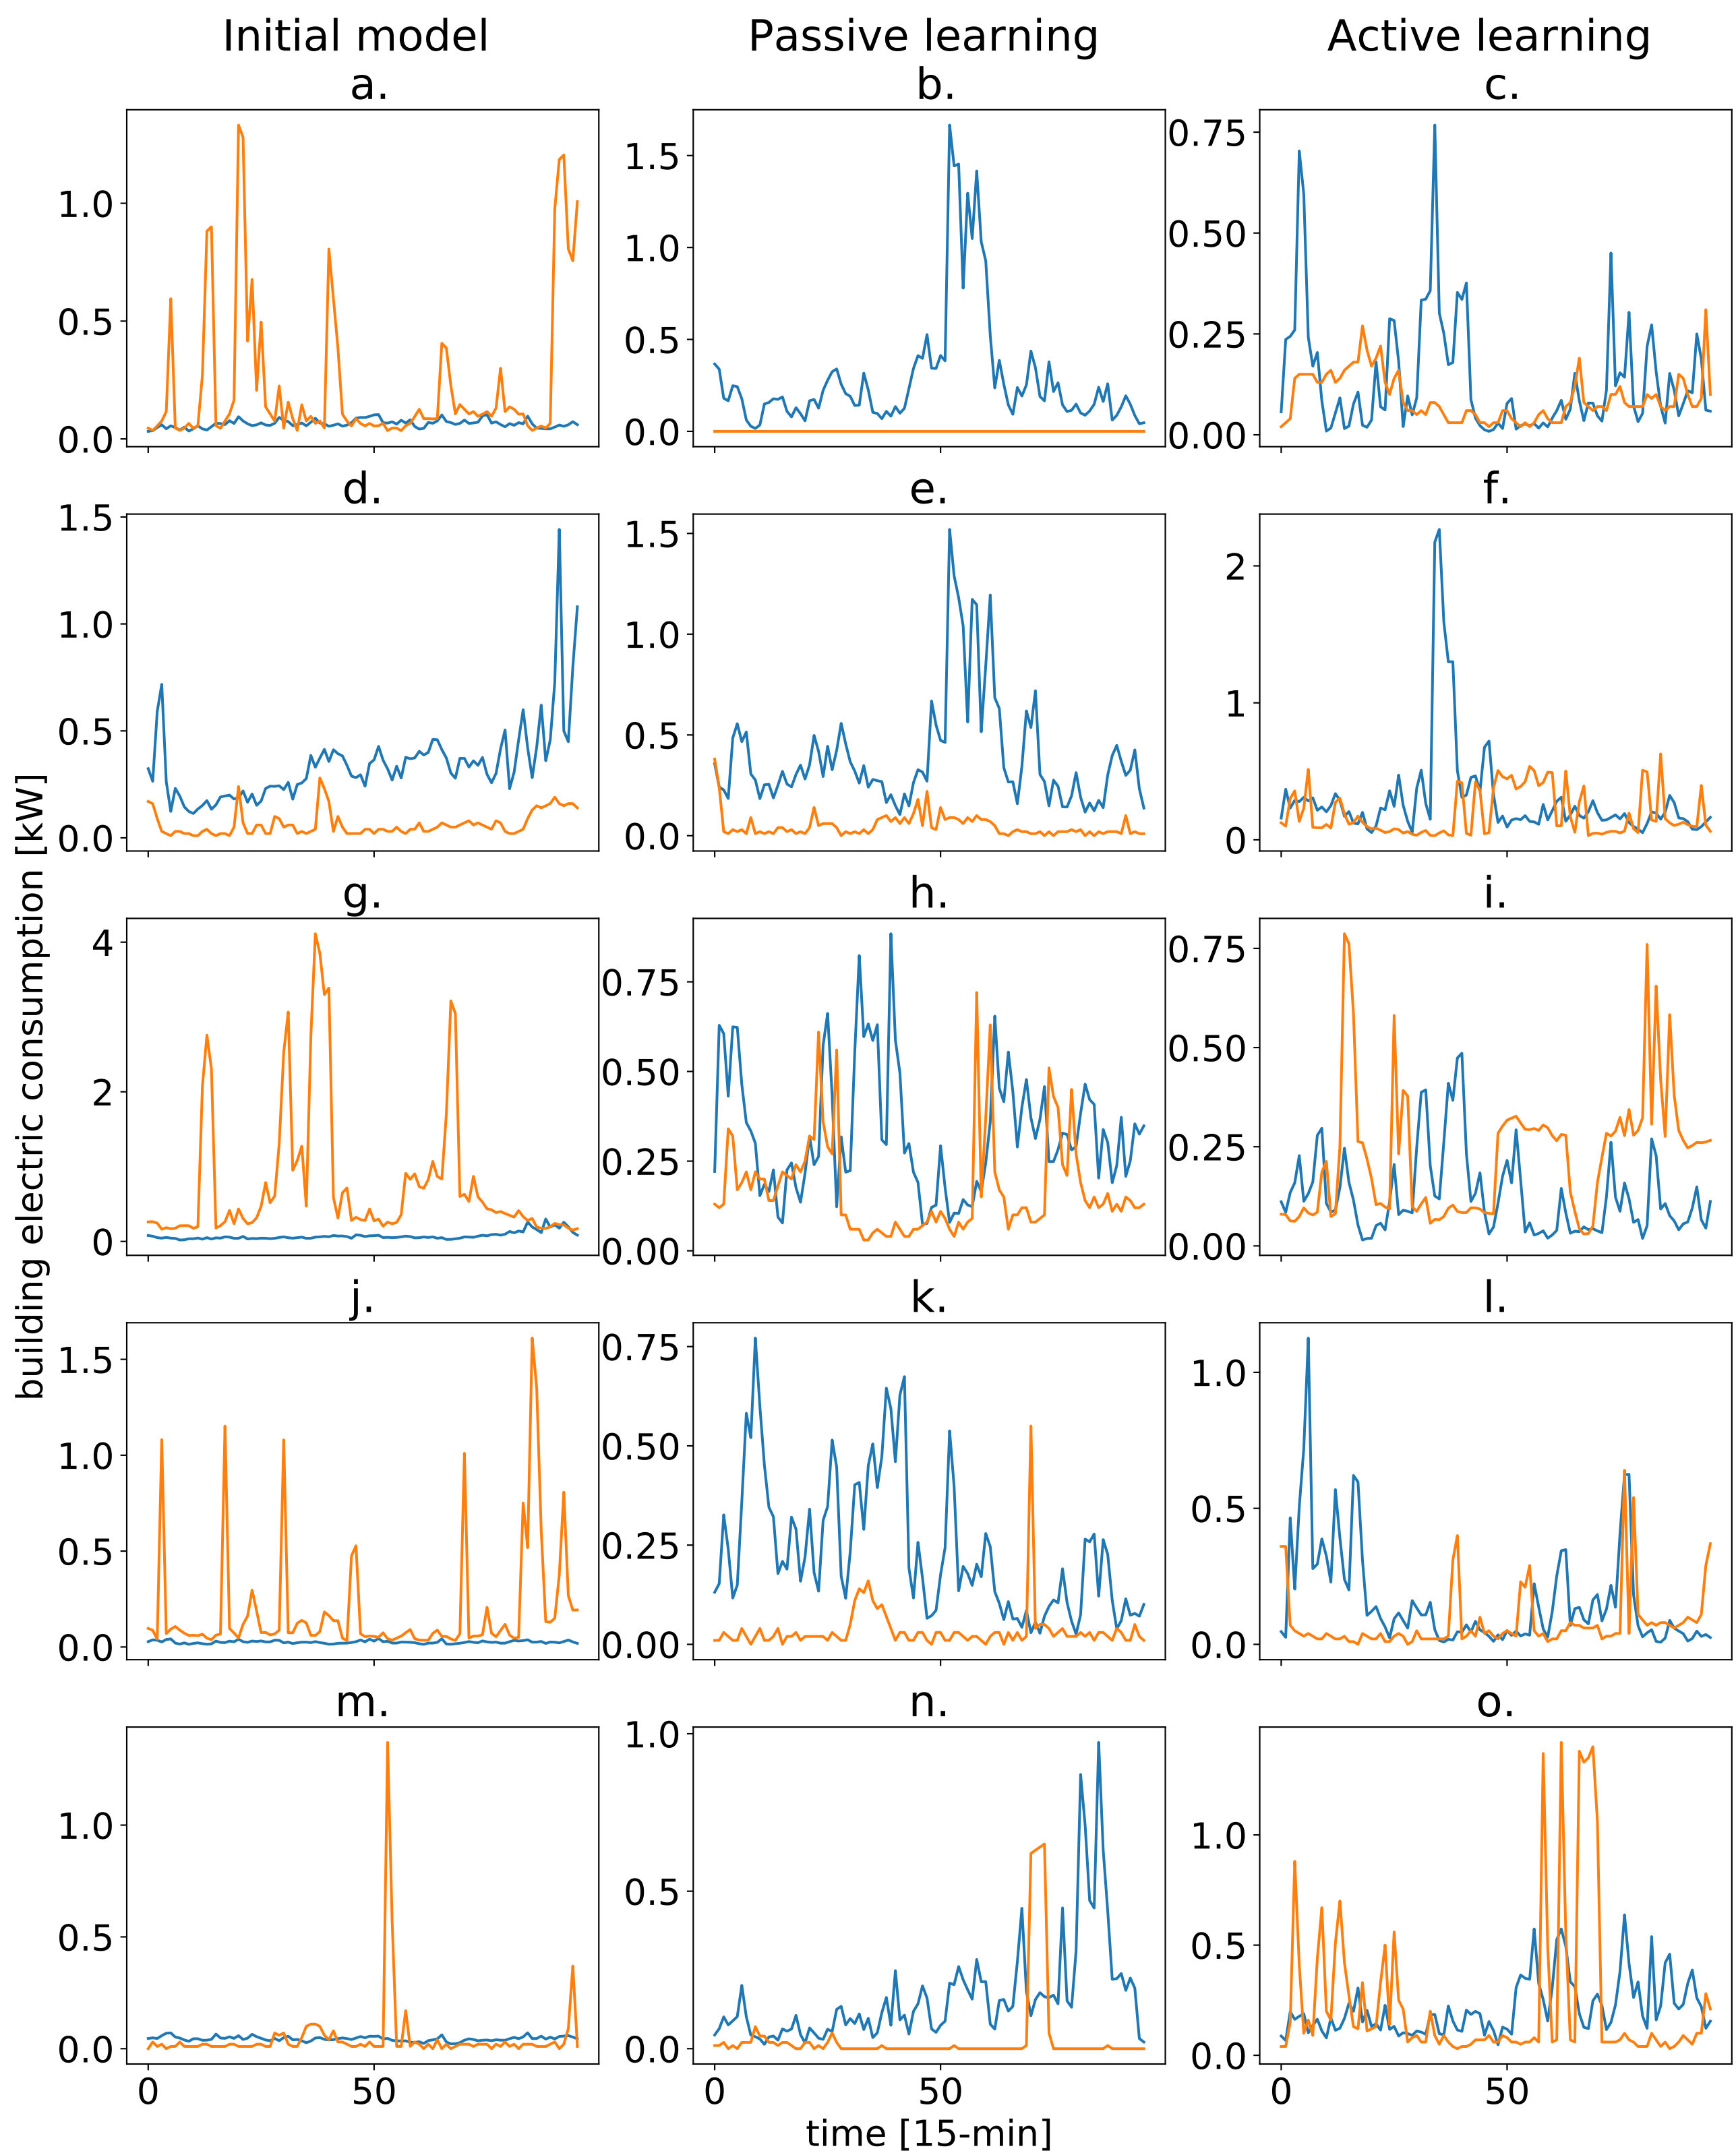 Initial model Passive learning Active learning
a. b. c.
1.0 1.5 0.75
0.5 1.0 0.50
0.0 0.5 0.25
0.0 0.00
d. e. f.
1.5 1.5 2
1.0 1.0 1
0.5 0.5 0
0.0 0.0
g. h. i.
4 0.75 0.75
2 0.50 0.50
0 0.25 0.25
0.00 0.00
j. k. l.
1.5 0.75 1.0
1.0 0.50 0.5
0.5 0.25 0.0
0.0 0.00
m. n. o.
1.0 1.0 1.0
0.5 0.5 0.5
0.0 0.0 0.0
0 50 0 50 0 50
time [15-min]
building electric consumption [kW]